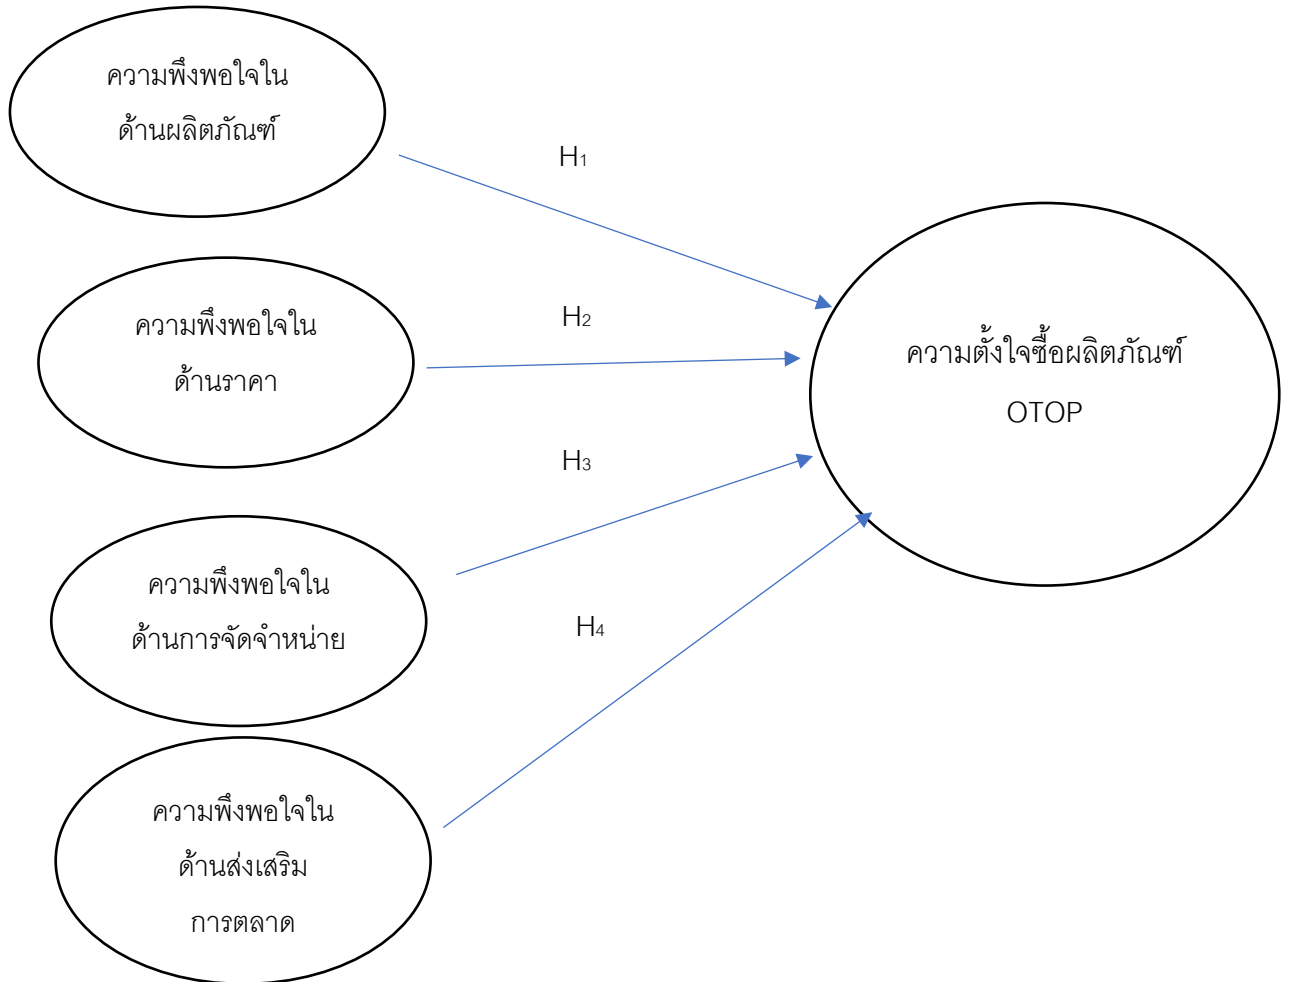 ความพึงพอใจใน
ด้านผลิตภัณฑ์
H1
ความพึงพอใจใน
ด้านราคา
H2
ความตั้งใจซื้อผลิตภัณฑ์
OTOP
H3
ความพึงพอใจใน
ด้านการจัดจำหน่าย
H4
ความพึงพอใจใน
ด้านส่งเสริม
การตลาด